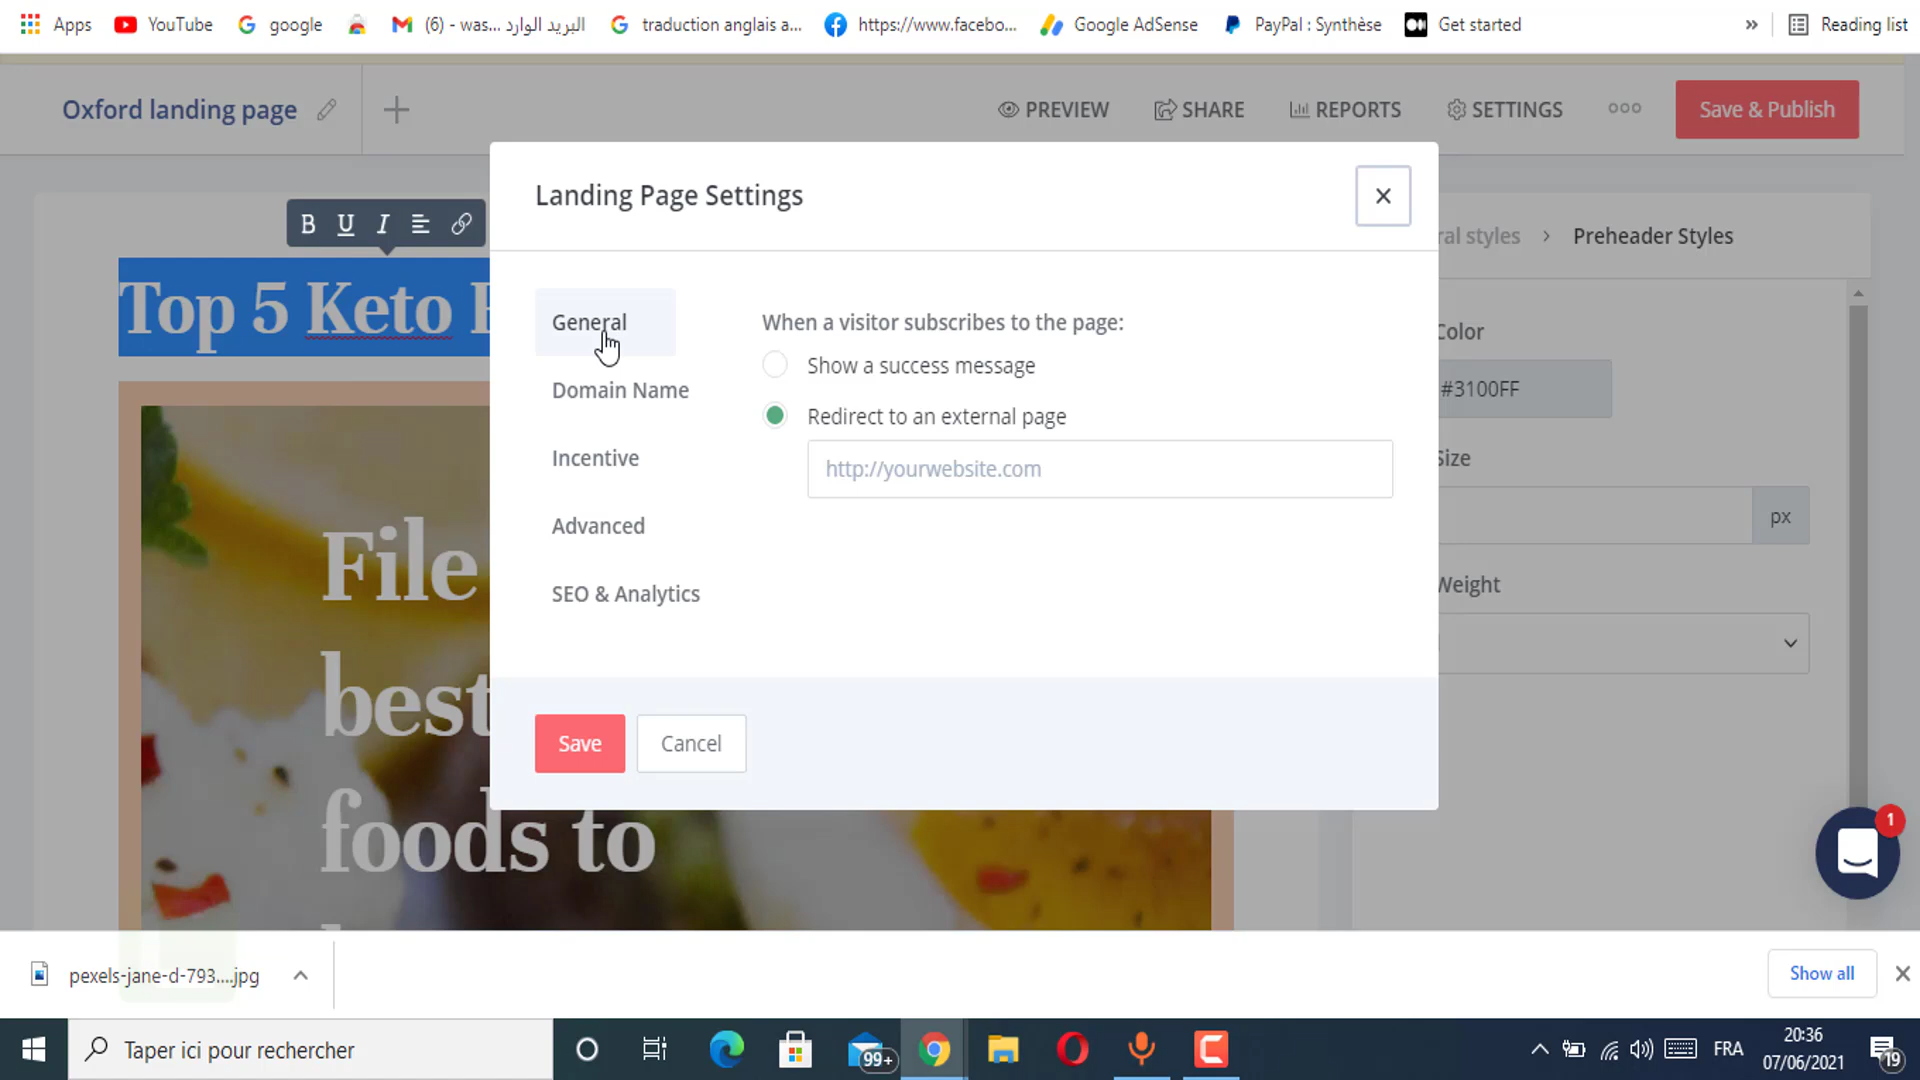 Apps YouTube google (6) - was... البريد الوارد traduction anglais a... https://www.facebo... Google AdSense PayPal : Synthèse Get started » Reading list
Oxford landing page PREVIEW SHARE REPORTS SETTINGS Save & Publish
Landing Page Settings
B U I
ral styles > Preheader Styles
Top 5 Keto
General
When a visitor subscribes to the page:
Color
Show a success message
Domain Name
#3100FF
Redirect to an external page
Incentive
http://yourwebsite.com
Size
px
Advanced
File
SEO & Analytics
Weight
best
Save Cancel
foods to
1
pexels-jane-d-793....jpg
Show all
Taper ici pour rechercher
99+
FRA
20:36
07/06/2021
19